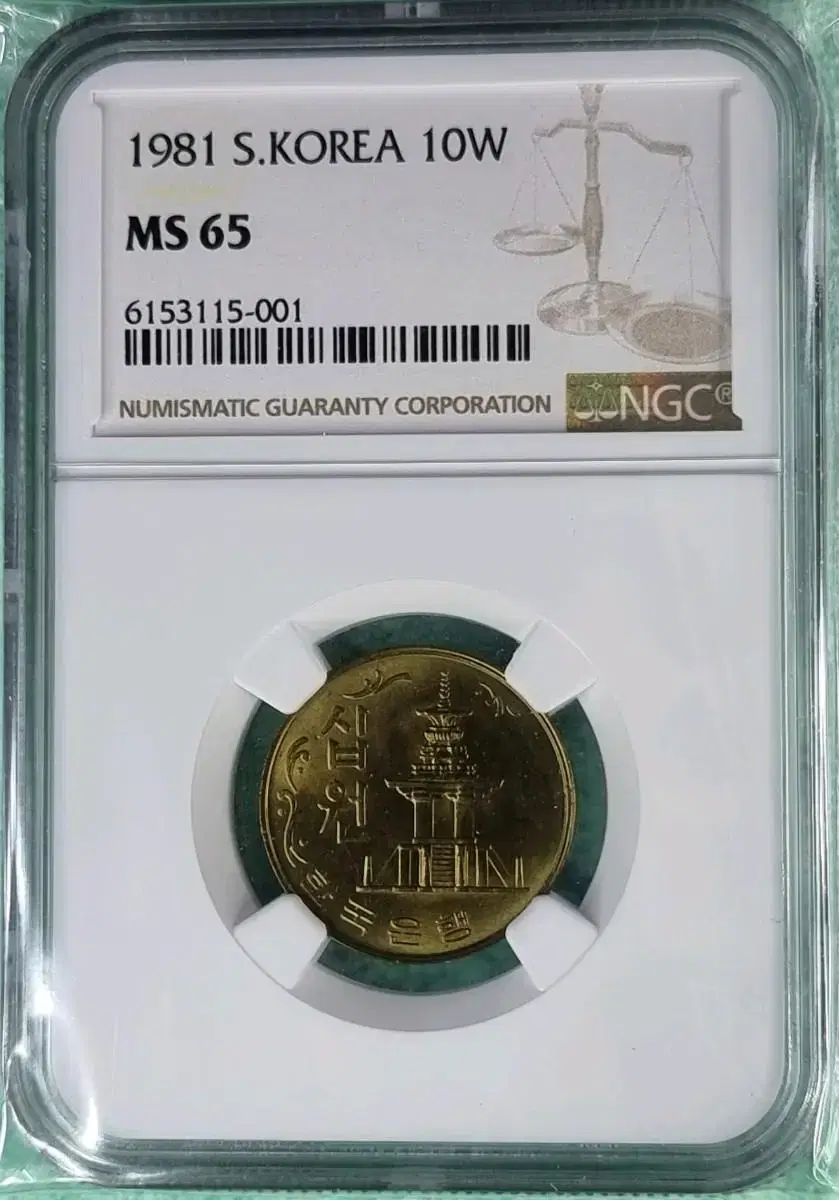 1981 S.KOREA 10W
MS 65
6153115-001
NUMISMATIC GUARANTY CORPORATION
NGC®
십원
한국은행